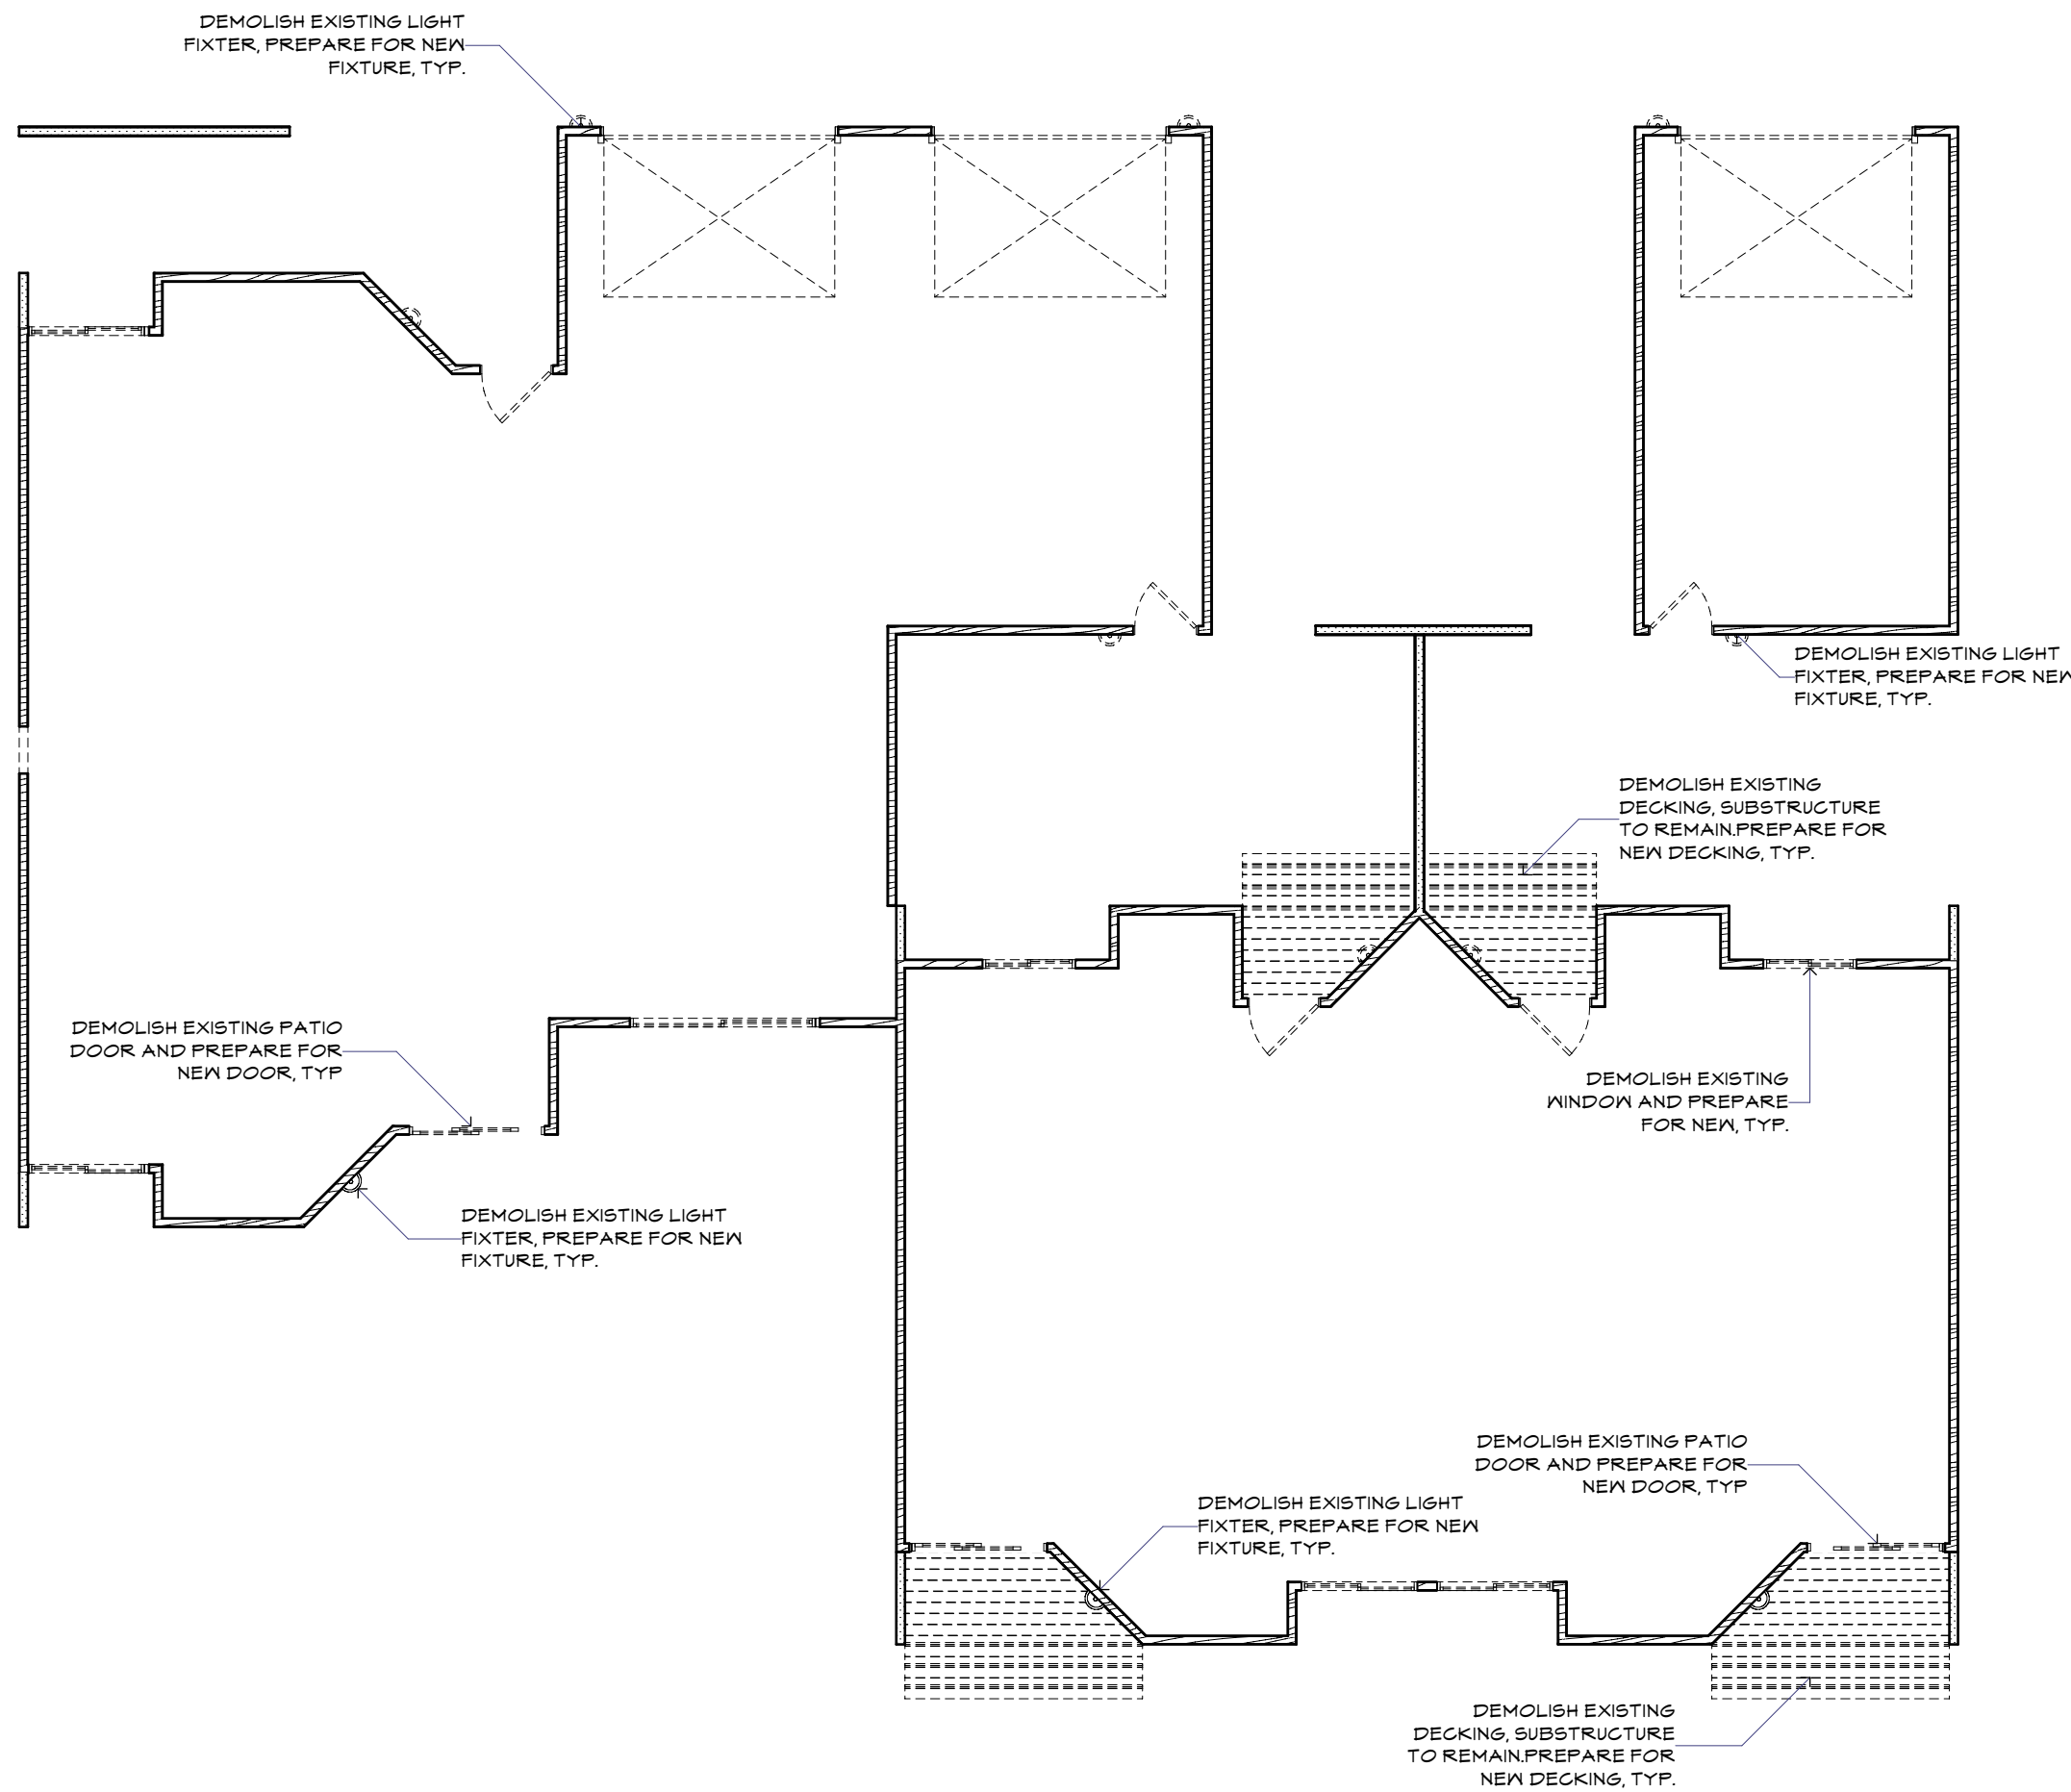 DEMOLISH EXISTING LIGHT
FIXTER, PREPARE FOR NEW
FIXTURE, TYP.
DEMOLISH EXISTING LIGHT
FIXTER, PREPARE FOR NEW
FIXTURE, TYP.
DEMOLISH EXISTING
DECKING, SUBSTRUCTURE
TO REMAIN.PREPARE FOR
NEW DECKING, TYP.
DEMOLISH EXISTING PATIO
DOOR AND PREPARE FOR
NEW DOOR, TYP
DEMOLISH EXISTING
WINDOW AND PREPARE
FOR NEW, TYP.
DEMOLISH EXISTING LIGHT
FIXTER, PREPARE FOR NEW
FIXTURE, TYP.
DEMOLISH EXISTING PATIO
DOOR AND PREPARE FOR
NEW DOOR, TYP
DEMOLISH EXISTING LIGHT
FIXTER, PREPARE FOR NEW
FIXTURE, TYP.
DEMOLISH EXISTING
DECKING, SUBSTRUCTURE
TO REMAIN.PREPARE FOR
NEW DECKING, TYP.